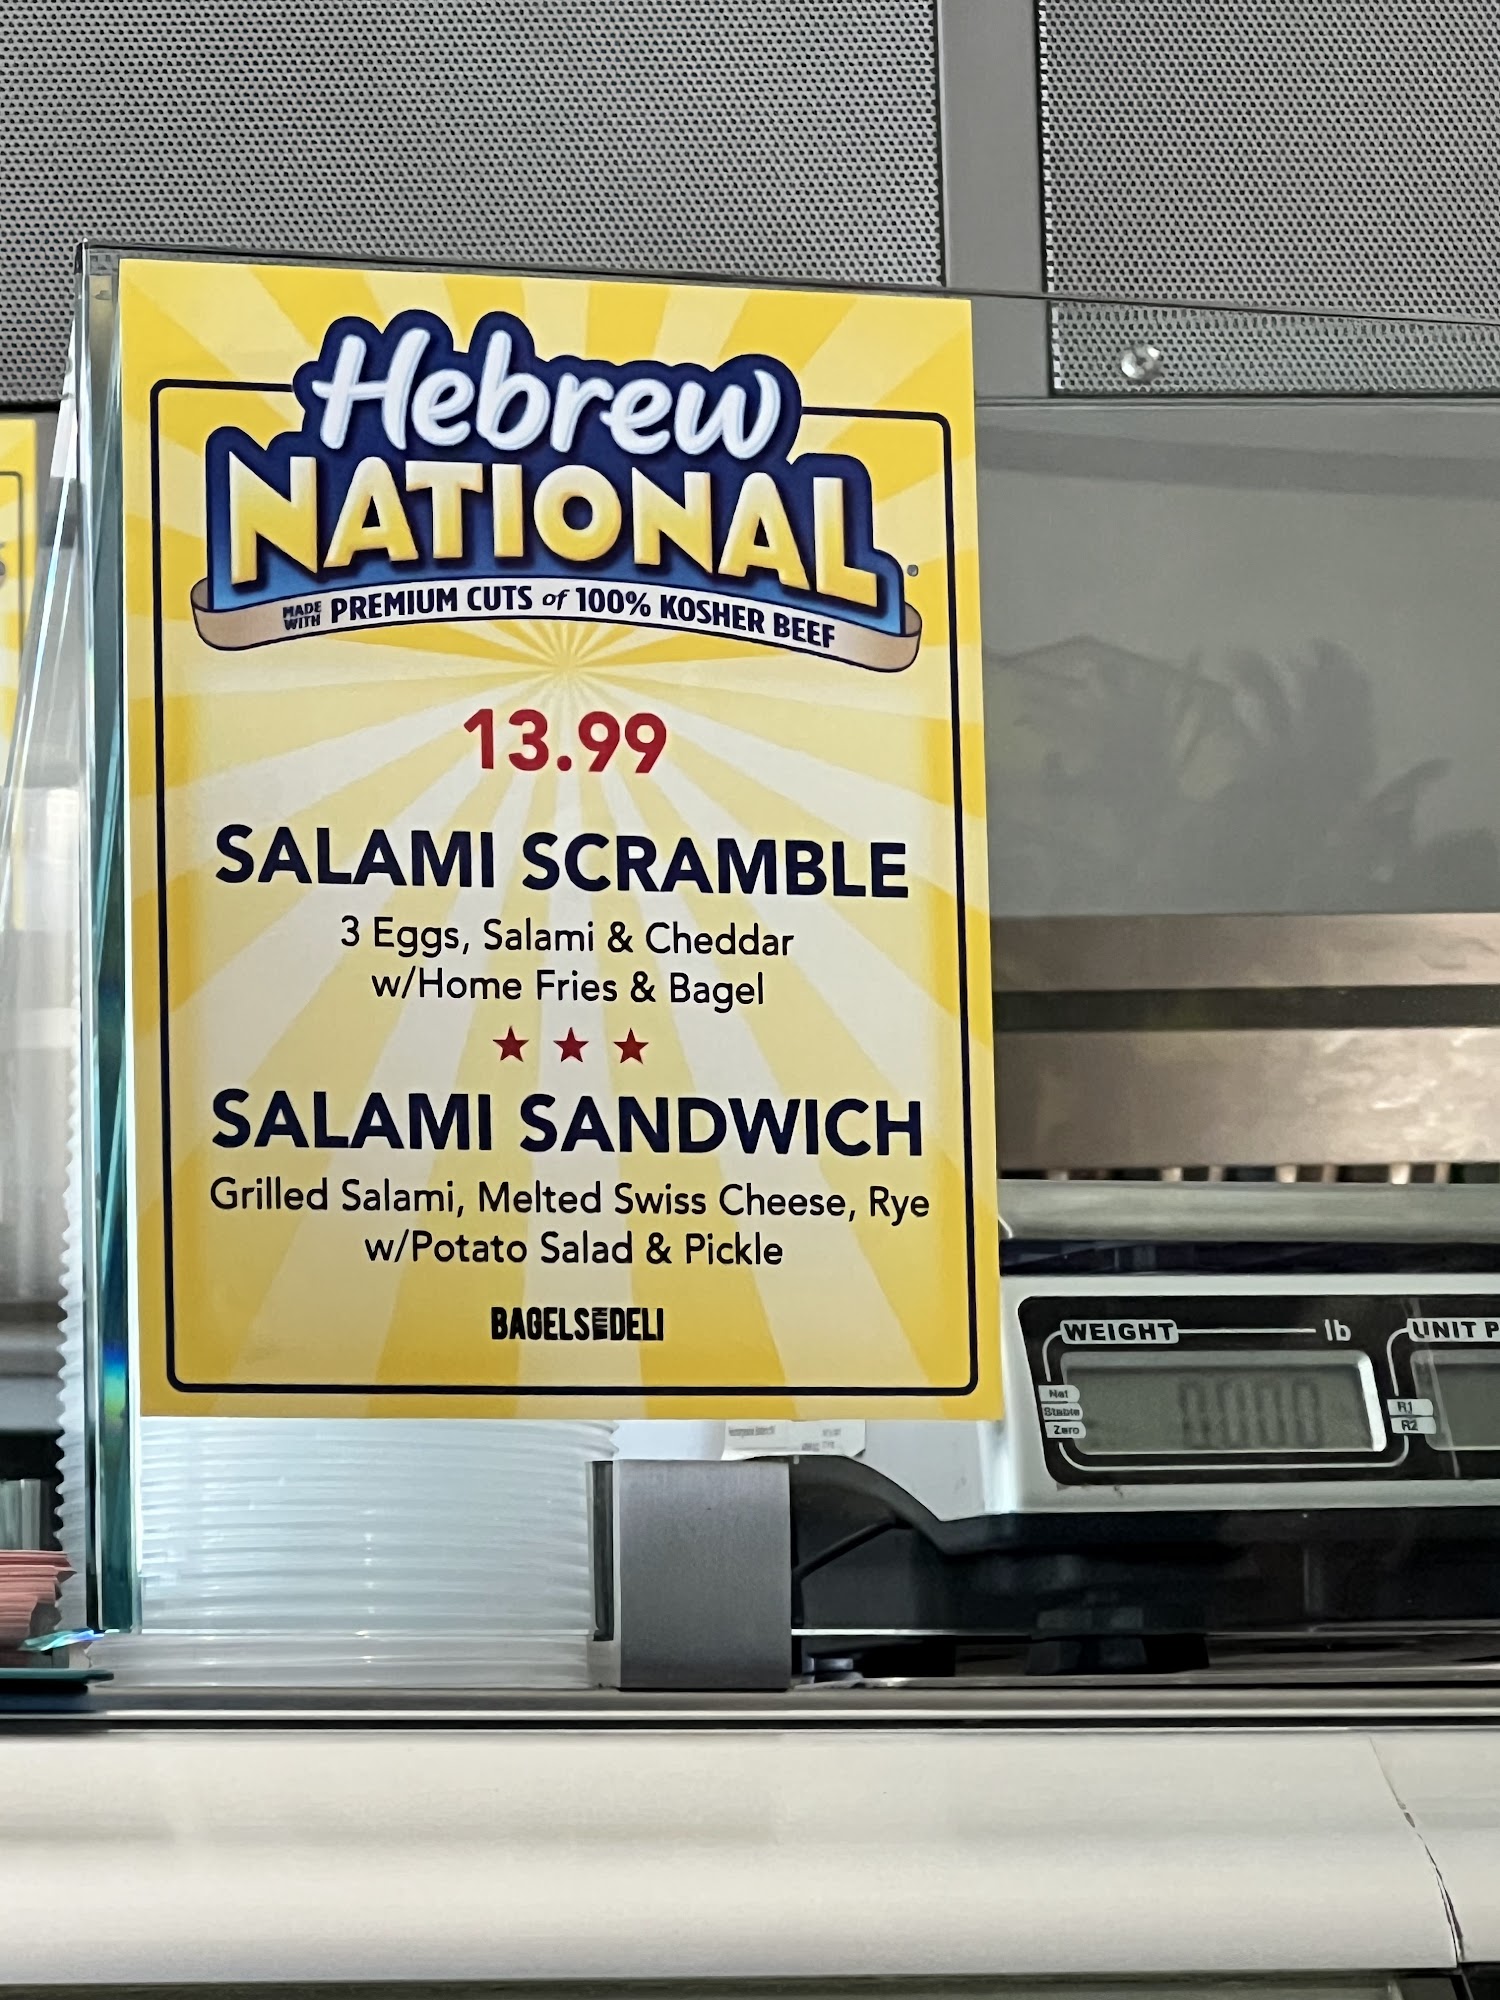 Hebrew
NATIONAL
MADE WITH PREMIUM CUTS of 100% KOSHER BEEF
13.99
SALAMI SCRAMBLE
3 Eggs, Salami & Cheddar
w/Home Fries & Bagel
SALAMI SANDWICH
Grilled Salami, Melted Swiss Cheese, Rye
w/Potato Salad & Pickle
BAGELS WITH DELI
WEIGHT lb
UNIT P
Net
Stable
Zero
R1
R2